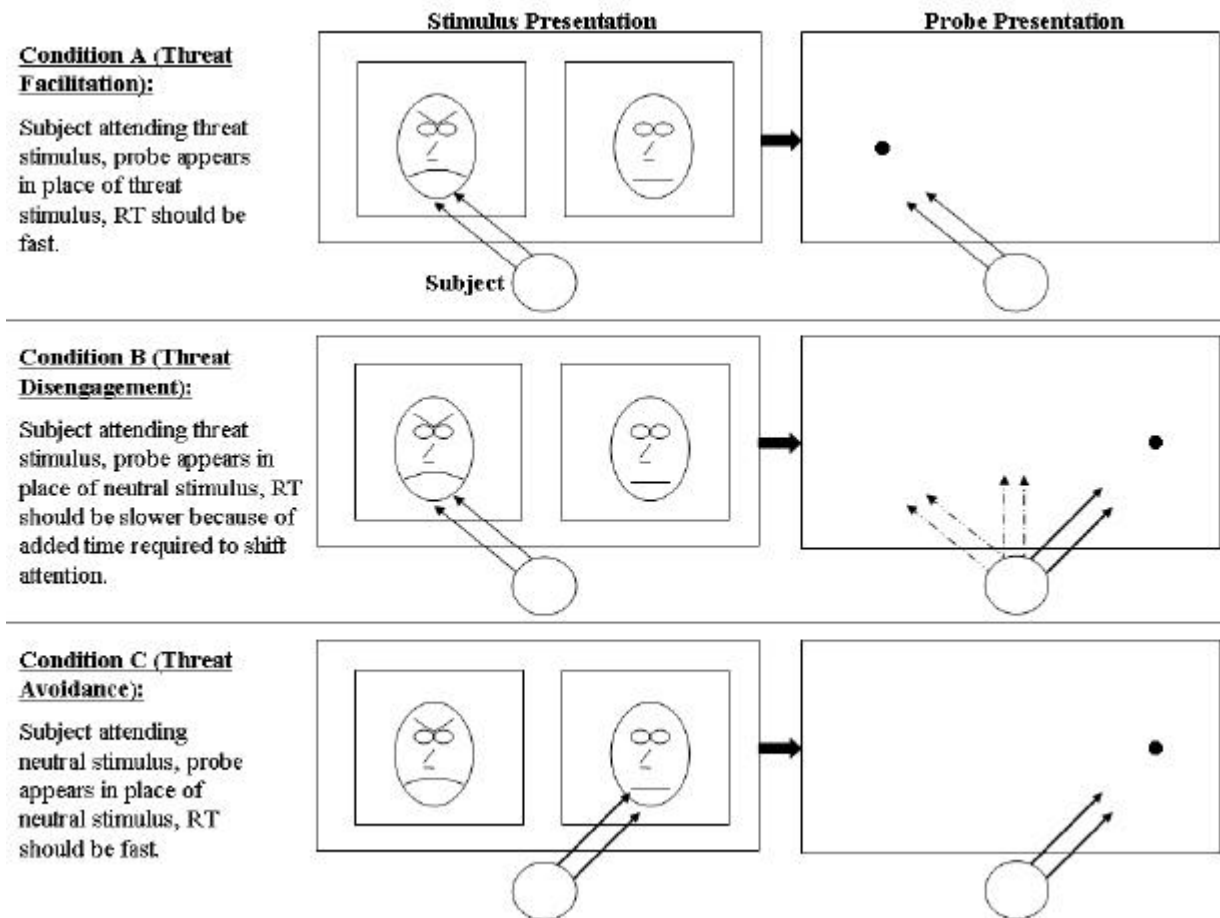 Stimulus Presentation
Probe Presentation
Condition A (Threat
Facilitation):
Subject attending threat
stimulus, probe appears
in place of threat
stimulus, RT should be
fast.
Subject
Condition B (Threat
Disengagement):
Subject attending threat
stimulus, probe appears in
place of neutral stimulus, RT
should be slower because of
added time required to shift
attention.
Condition C (Threat
Avoidance):
Subject attending
neutral stimulus, probe
appears in place of
neutral stimulus, RT
should be fast.